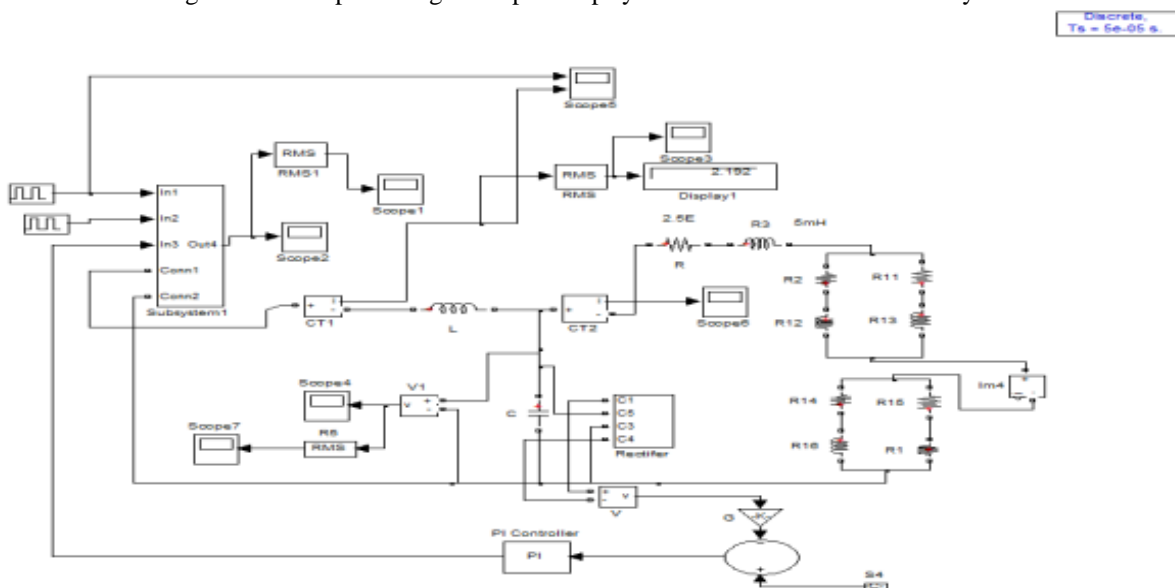 Discrete,
Ts = 5e-05 s.
Scope5
Scope3
RMS
RMS1
Scope1
RMS
RMS
2.192
Display1
In1
In2
In3 Out4
Conn1
Conn2
Subsystem1
Scope2
2.5E
R
R3
5mH
R2
R11
R12
R13
CT1
L
CT2
Scope6
Im4
Scope4
V1
v
C
R14
R15
Scope7
R5
RMS
C1
C5
C3
C4
Rectifer
R16
R1
v
V
G
-K-
PI Controller
PI
S4